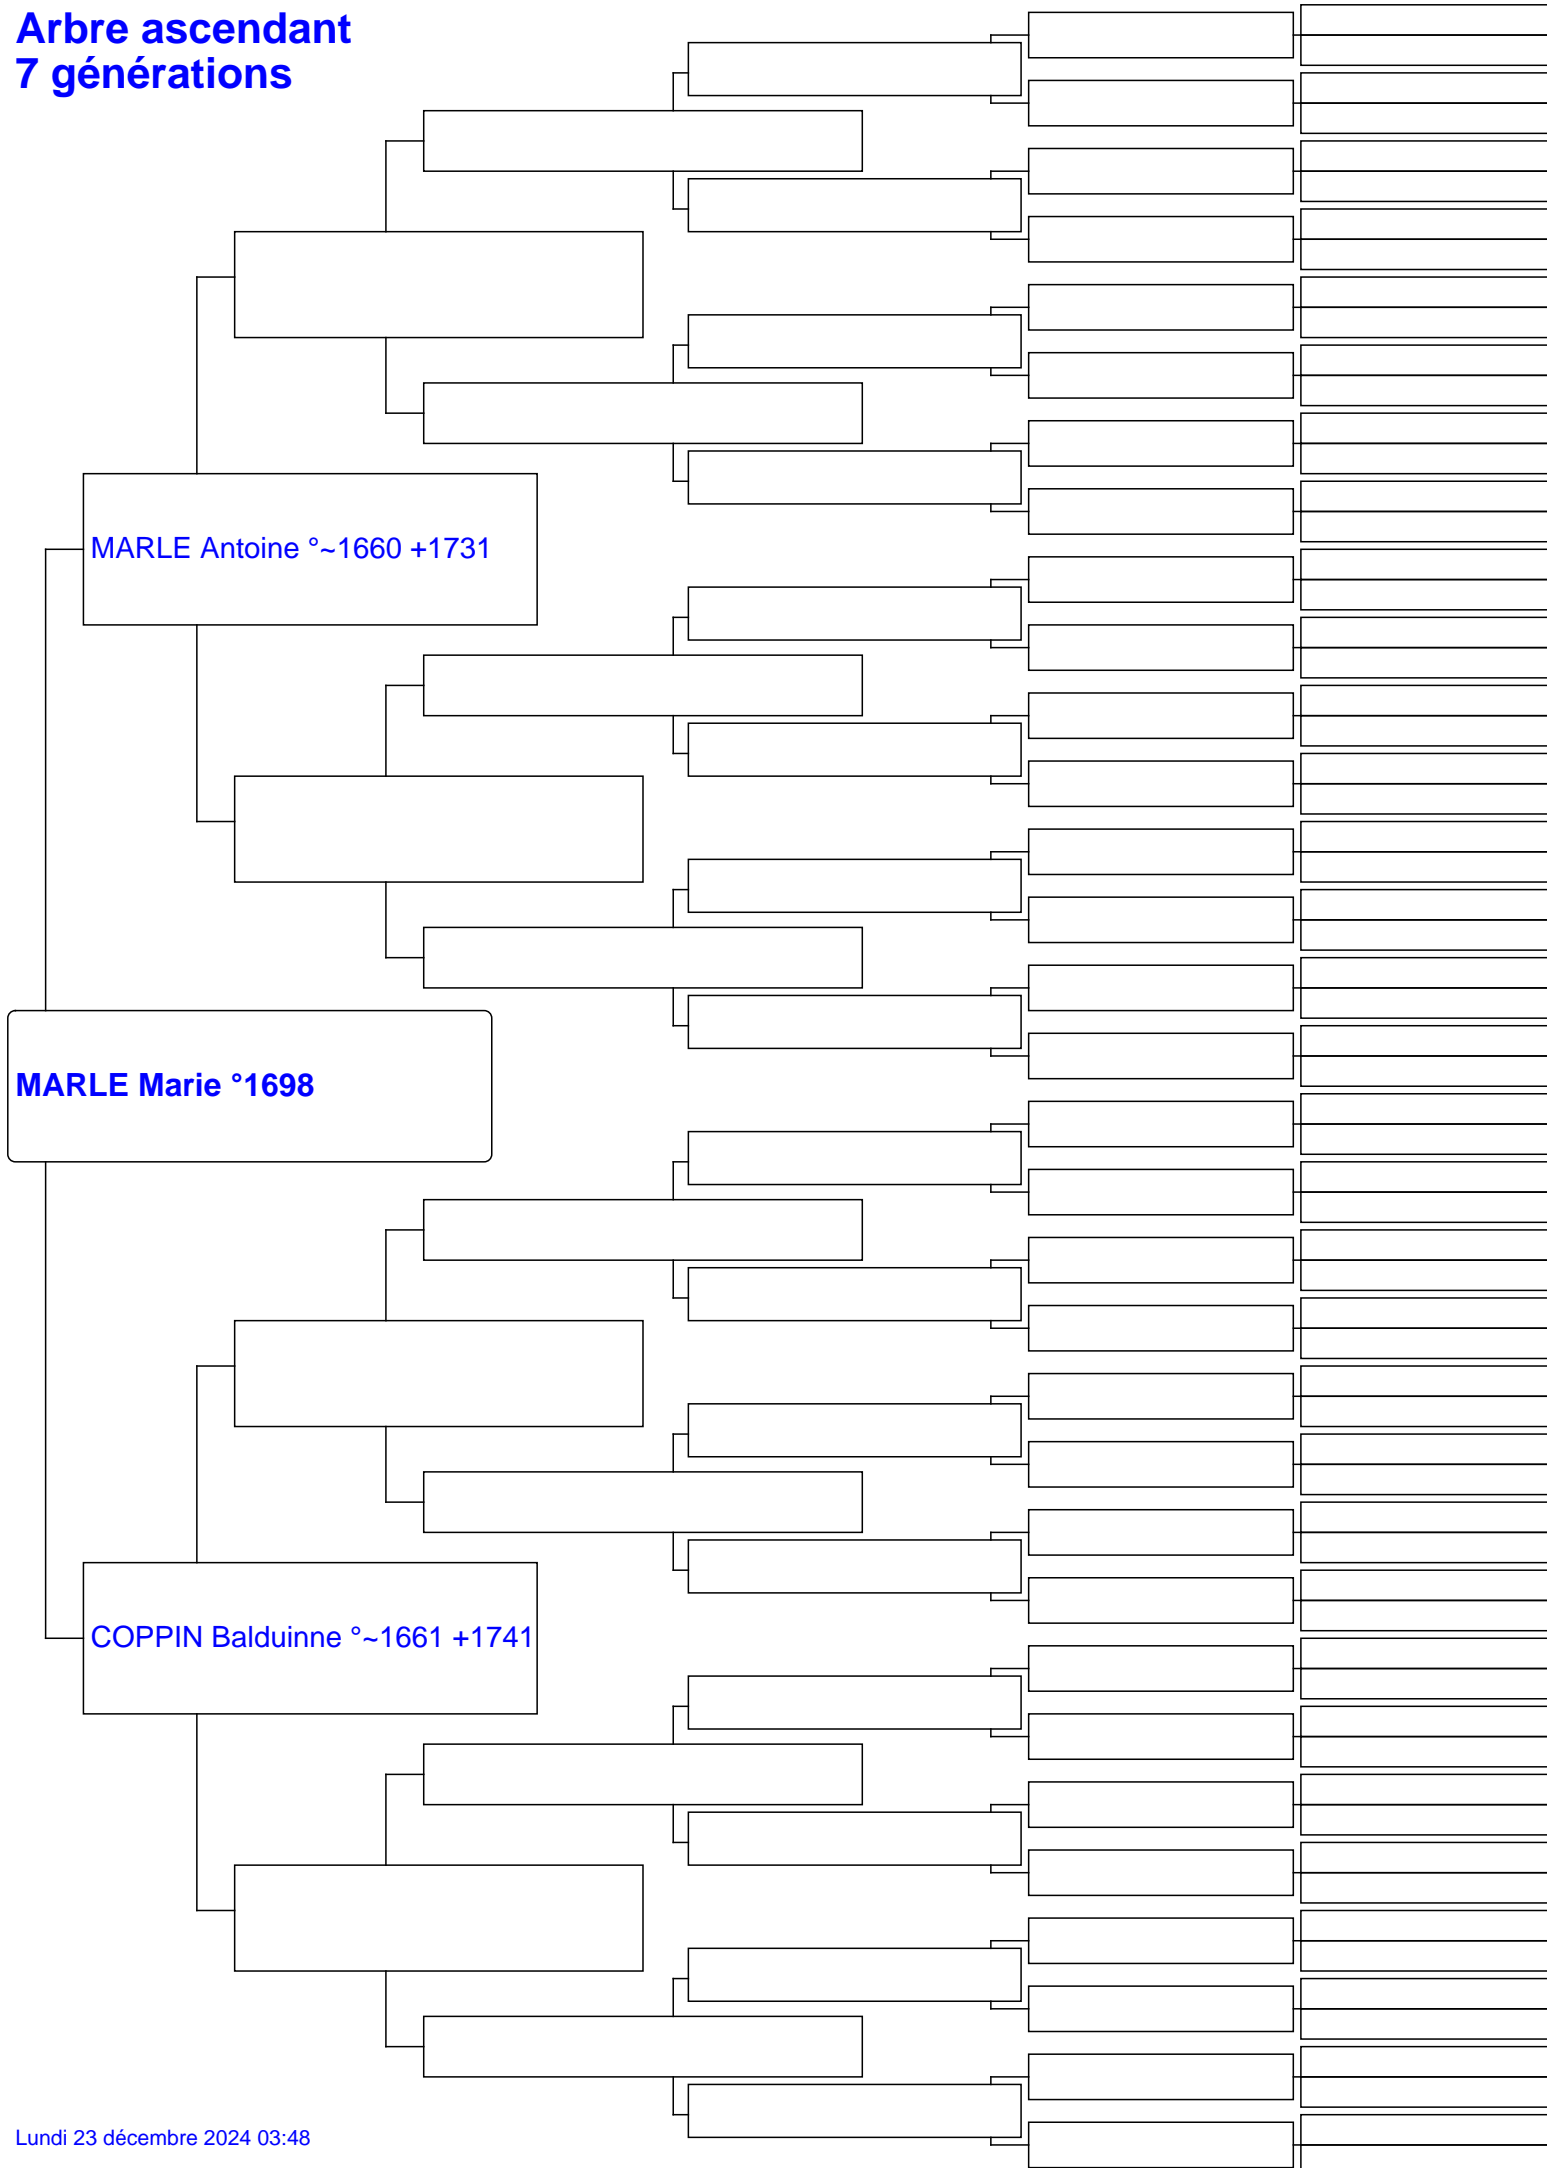 Arbre ascendant
7 générations
MARLE Antoine °~1660 +1731
MARLE Marie °1698
COPPIN Balduinne °~1661 +1741
Lundi 23 décembre 2024 03:48